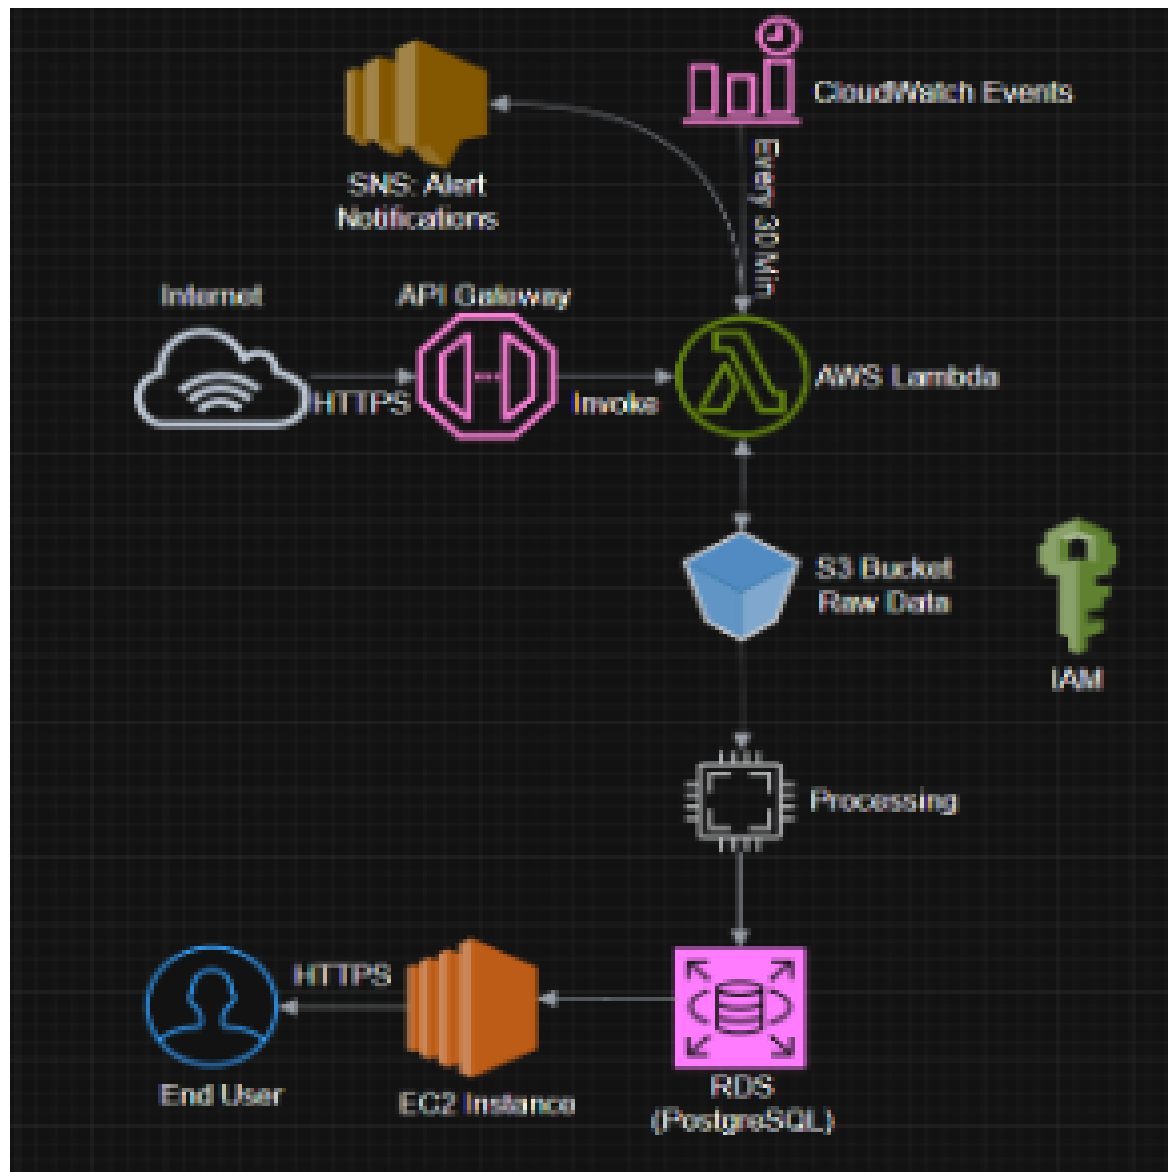 CloudWatch Events
Every 30 Min
SNS: Alert
Notifications
Internet
API Gateway
HTTPS
Invoke
AWS Lambda
S3 Bucket
Raw Data
IAM
Processing
HTTPS
End User
EC2 Instance
RDS
(PostgreSQL)